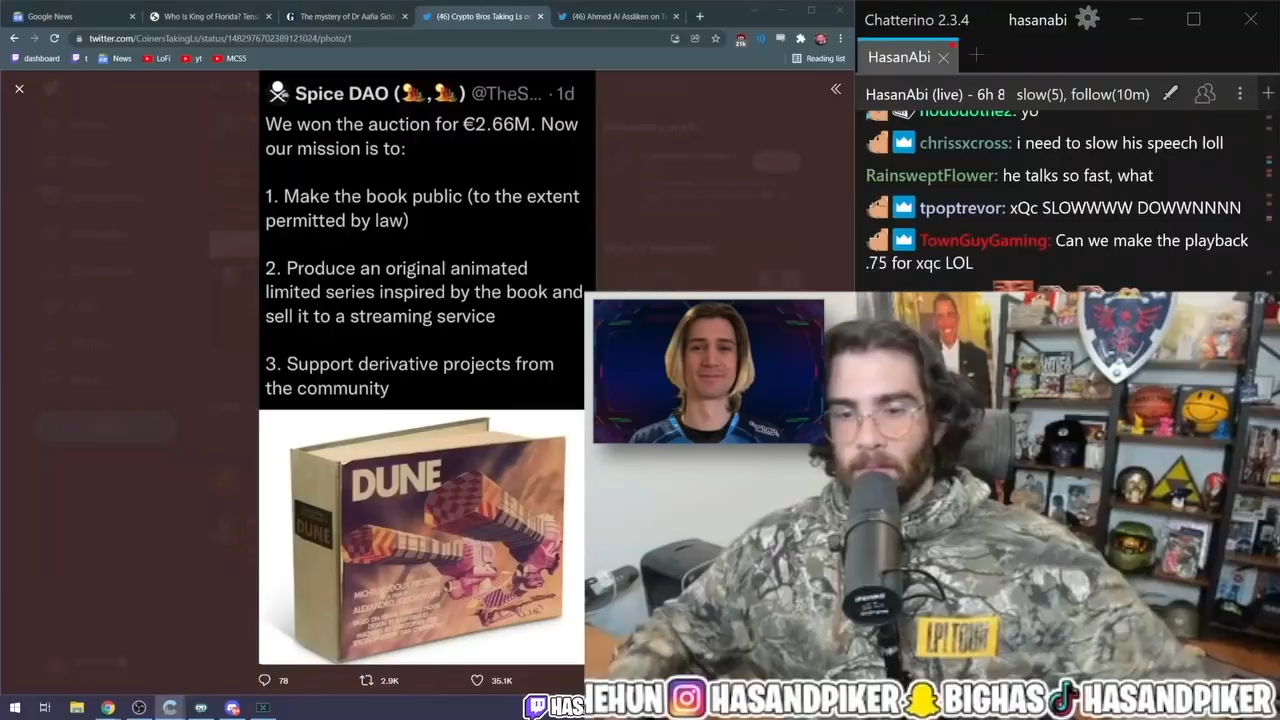 Google News
Who Is King of Florida? Tensi
The mystery of Dr Aafia Sidd
(46) Crypto Bros Taking Ls on
(46) Ahmed Al Assliken on T
twitter.com/CoinersTakingLs/status/1482976702389121024/photo/1
21k
dashboard
t
News
LoFi
yt
MCS5
Reading list
Spice DAO (🐛,🐛) @TheS... · 1d
We won the auction for €2.66M. Now
our mission is to:
1. Make the book public (to the extent
permitted by law)
2. Produce an original animated
limited series inspired by the book and
sell it to a streaming service
3. Support derivative projects from
the community
DUNE
DUNE
78
2.9K
35.1K
Chatterino 2.3.4
hasanabi
HasanAbi
HasanAbi (live) - 6h 8
slow(5), follow(10m)
chrissxcross: i need to slow his speech loll
RainsweptFlower: he talks so fast, what
tpoptrevor: xQc SLOWWWW DOWWNNNN
TownGuyGaming: Can we make the playback
.75 for xqc LOL
HAS
HEHUN
HASANDPIKER
BIGHAS
HASANDPIKER